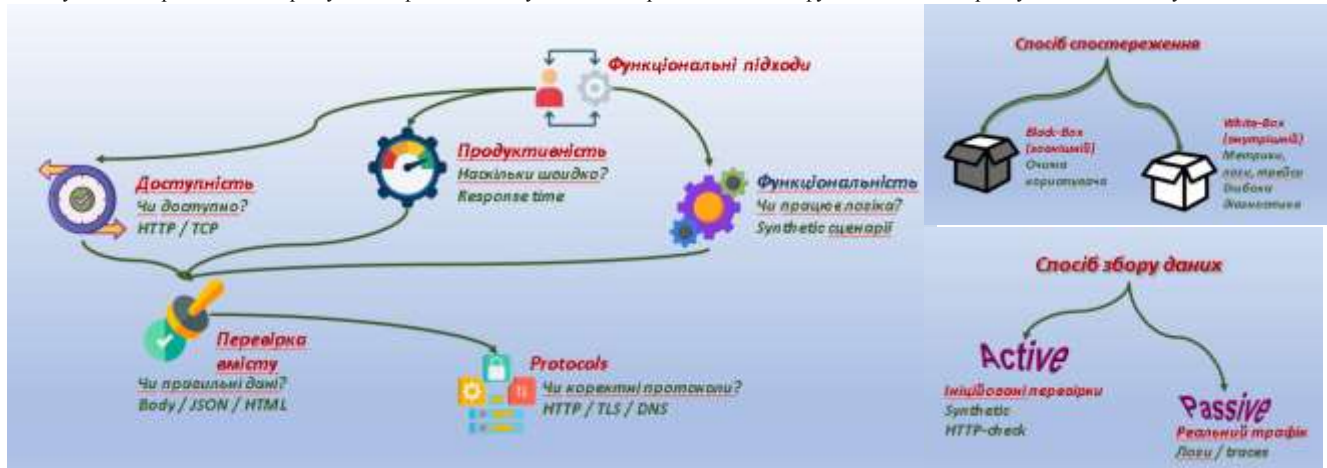 Функціональні підходи
Доступність
Чи доступно?
HTTP / TCP
Продуктивність
Наскільки швидко?
Response time
Функціональність
Чи працює логіка?
Synthetic сценарії
Перевірка
вмісту
Чи правильні дані?
Body / JSON / HTML
Protocols
Чи коректні протоколи?
HTTP / TLS / DNS
Спосіб спостереження
Black-Box
(зовнішній)
Очима
користувача
White-Box
(внутрішній)
Метрики,
логи, трейси
Глибока
діагностика
Спосіб збору даних
Active
Ініційовані перевірки
Synthetic
HTTP-check
Passive
Реальний трафік
Логи / traces